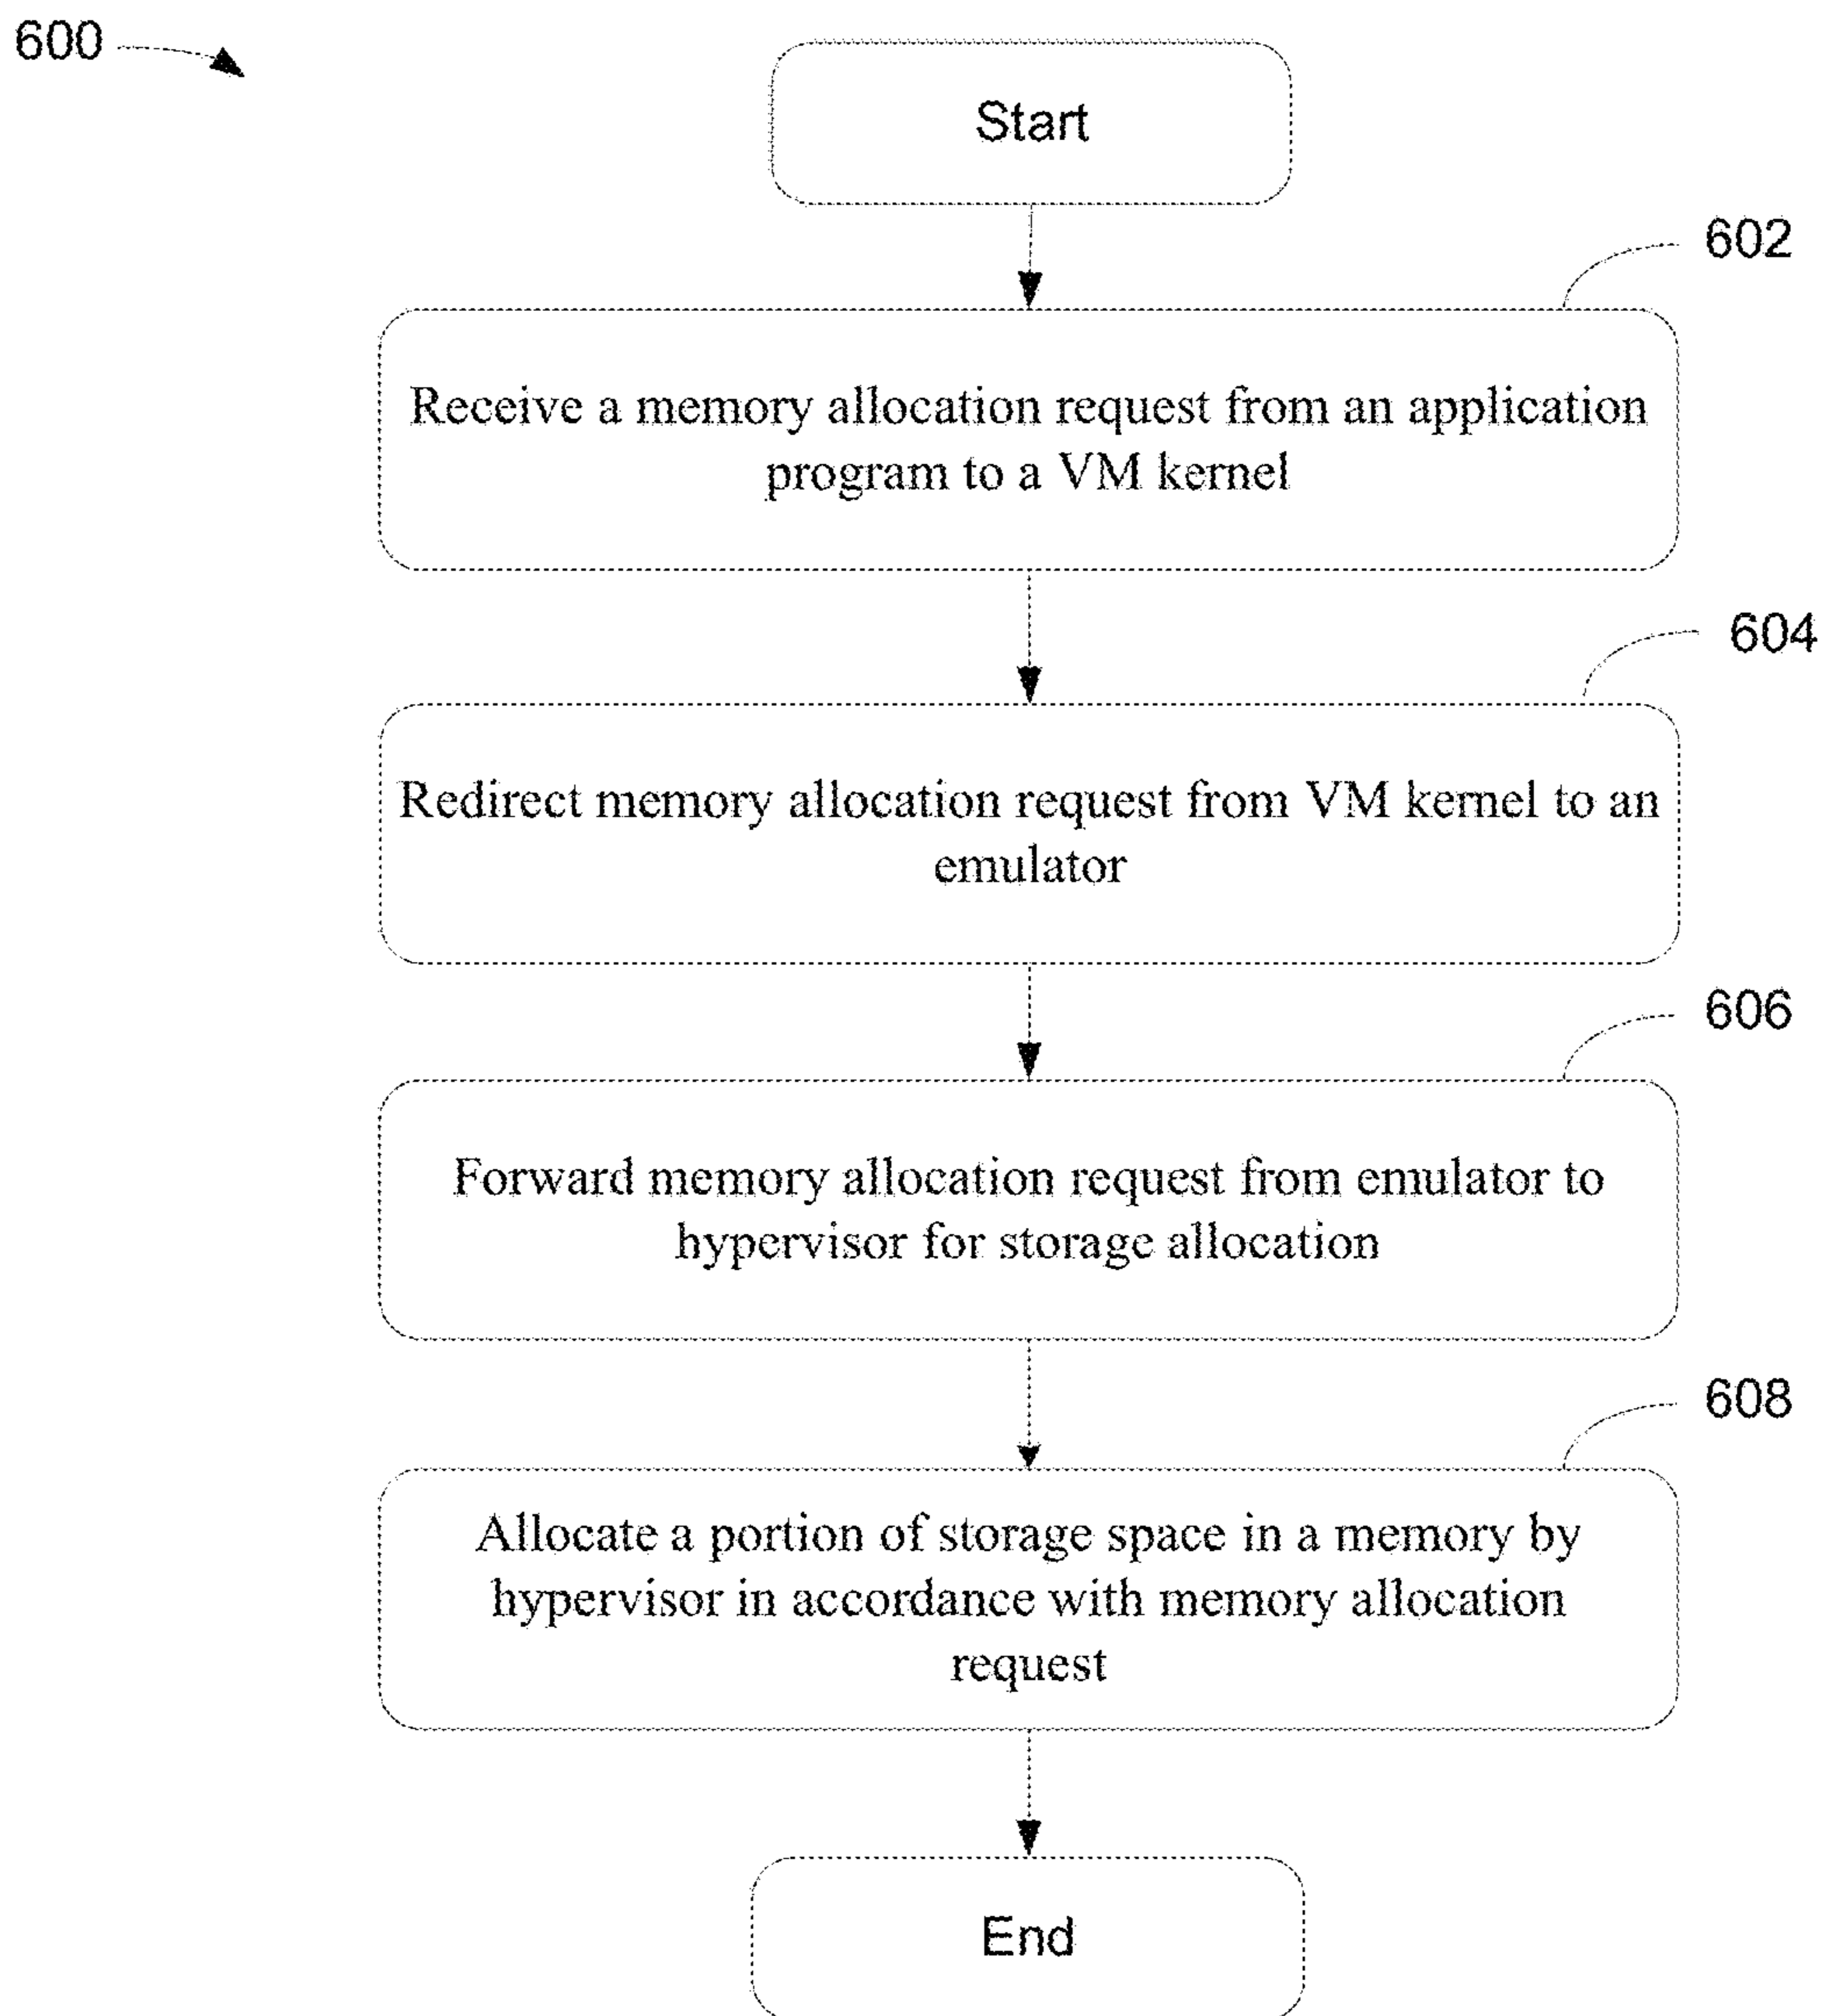 600
Start
602
Receive a memory allocation request from an application
program to a VM kernel
604
Redirect memory allocation request from VM kernel to an
emulator
606
Forward memory allocation request from emulator to
hypervisor for storage allocation
608
Allocate a portion of storage space in a memory by
hypervisor in accordance with memory allocation
request
End